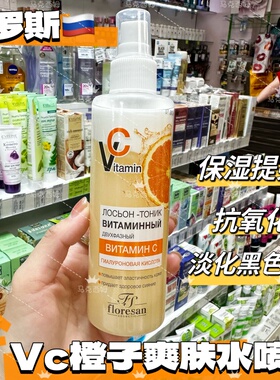 罗斯🇷🇺
C
Vitamin
ЛОСЬОН-ТОНИК
ВИТАМИННЫЙ
ДВУХФАЗНЫЙ
ВИТАМИН С
ГИАЛУРОНОВАЯ КИСЛОТА
floresan
保湿提
抗氧化
淡化黑色
Vc橙子爽肤水喷